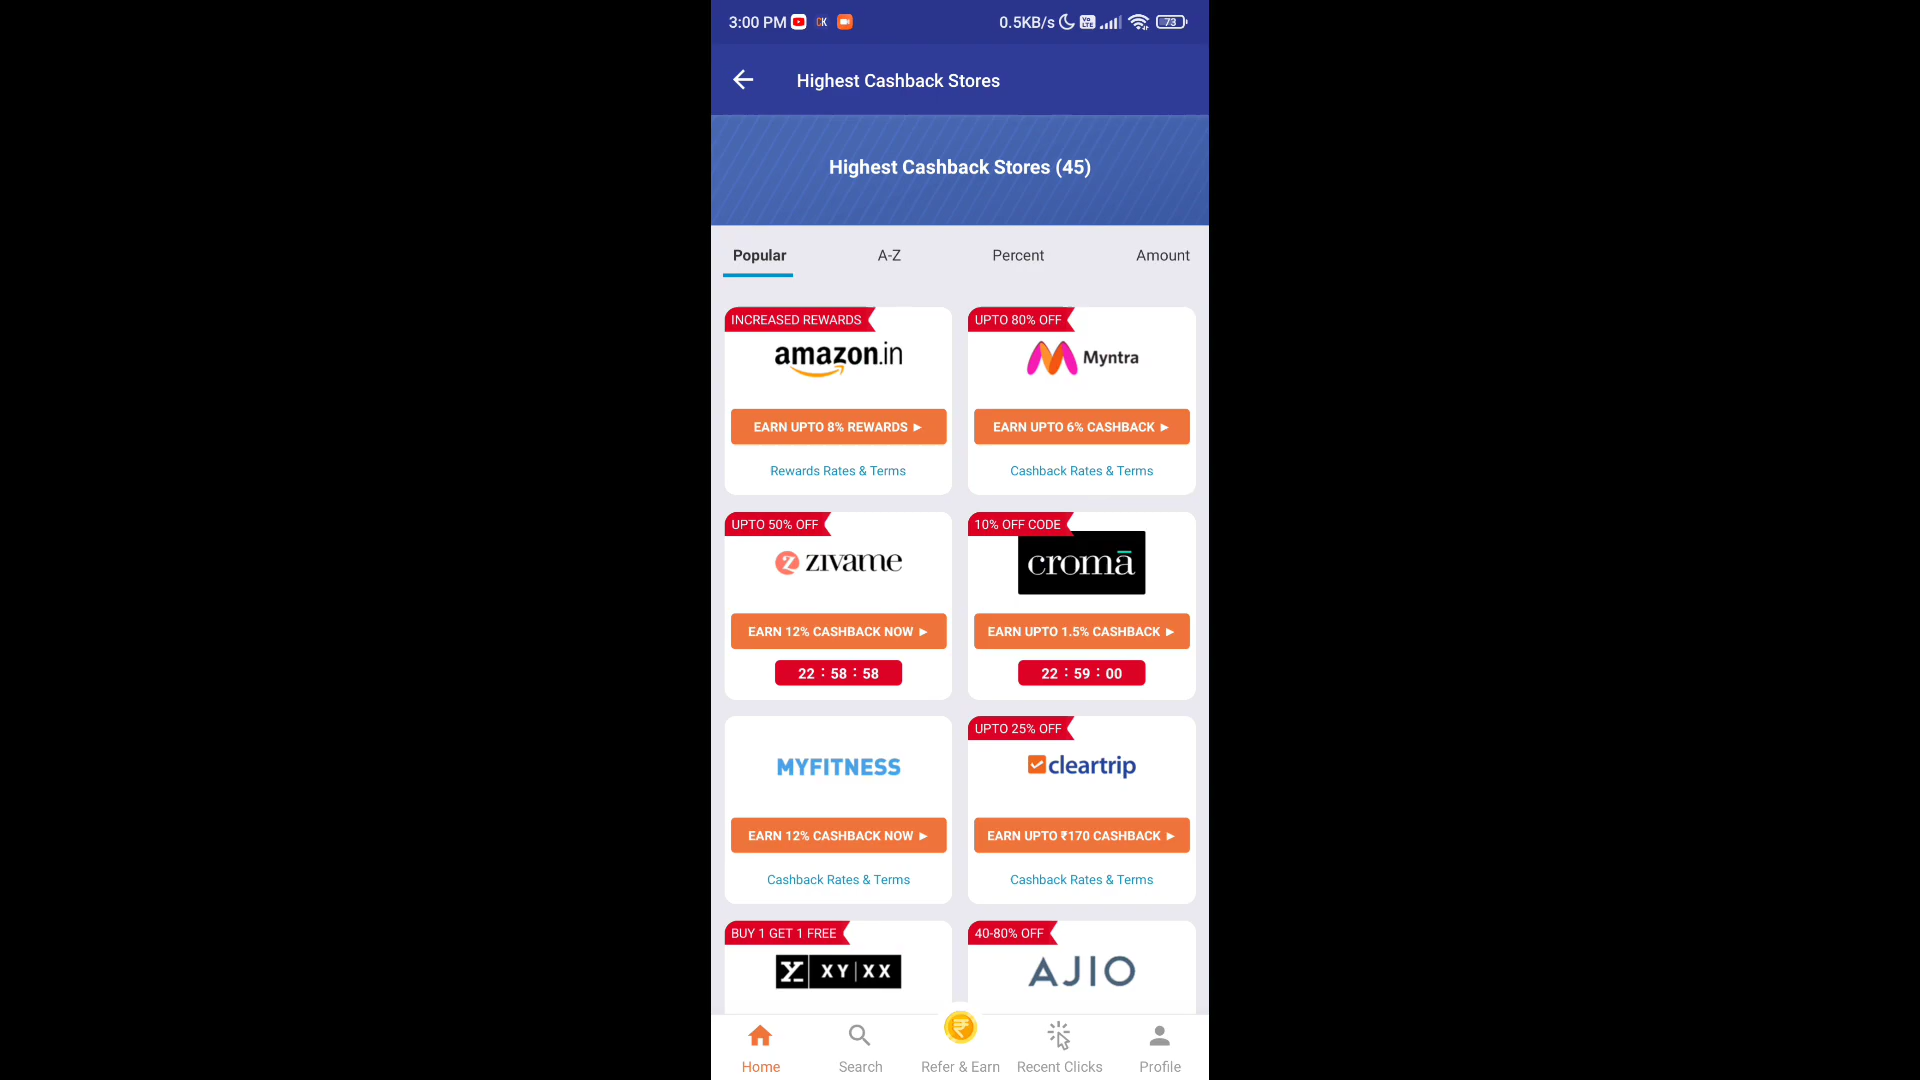 3:00 PM CK 0.5KB/s Vo LTE 73
Highest Cashback Stores
Highest Cashback Stores (45)
Popular A-Z Percent Amount
INCREASED REWARDS
amazon.in
EARN UPTO 8% REWARDS ►
Rewards Rates & Terms
UPTO 80% OFF
Myntra
EARN UPTO 6% CASHBACK ►
Cashback Rates & Terms
UPTO 50% OFF
zivame
EARN 12% CASHBACK NOW ►
22 : 58 : 58
10% OFF CODE
cromā
EARN UPTO 1.5% CASHBACK ►
22 : 59 : 00
MYFITNESS
EARN 12% CASHBACK NOW ►
Cashback Rates & Terms
UPTO 25% OFF
cleartrip
EARN UPTO ₹170 CASHBACK ►
Cashback Rates & Terms
BUY 1 GET 1 FREE
XY|XX
40-80% OFF
AJIO
Home Search Refer & Earn Recent Clicks Profile